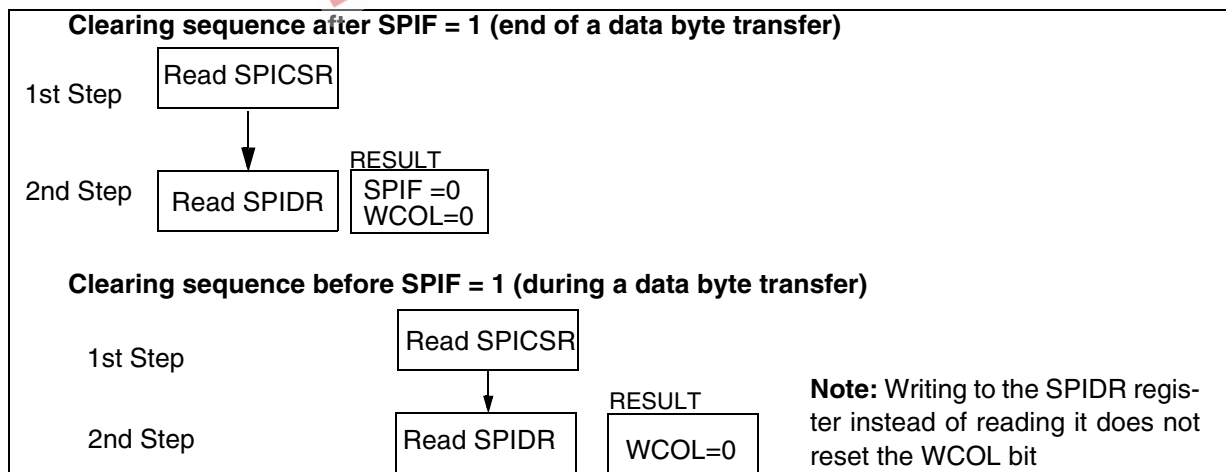 Clearing sequence after SPIF = 1 (end of a data byte transfer)
1st Step
Read SPICSR
2nd Step
Read SPIDR
RESULT
SPIF =0
WCOL=0
Clearing sequence before SPIF = 1 (during a data byte transfer)
1st Step
Read SPICSR
2nd Step
Read SPIDR
RESULT
WCOL=0
Note: Writing to the SPIDR regis-
ter instead of reading it does not
reset the WCOL bit